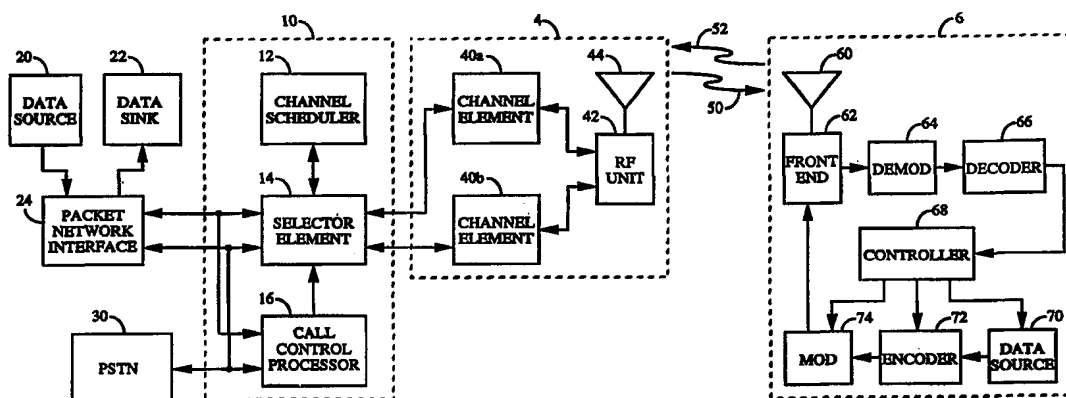 10
4
6
20
22
12
40a
44
52
60
DATA
SOURCE
DATA
SINK
CHANNEL
SCHEDULER
CHANNEL
ELEMENT
42
50
62
64
66
RF
UNIT
FRONT
END
DEMOD
DECODER
24
14
40b
68
PACKET
NETWORK
INTERFACE
SELECTOR
ELEMENT
CHANNEL
ELEMENT
CONTROLLER
30
16
74
72
70
PSTN
CALL
CONTROL
PROCESSOR
MOD
ENCODER
DATA
SOURCE